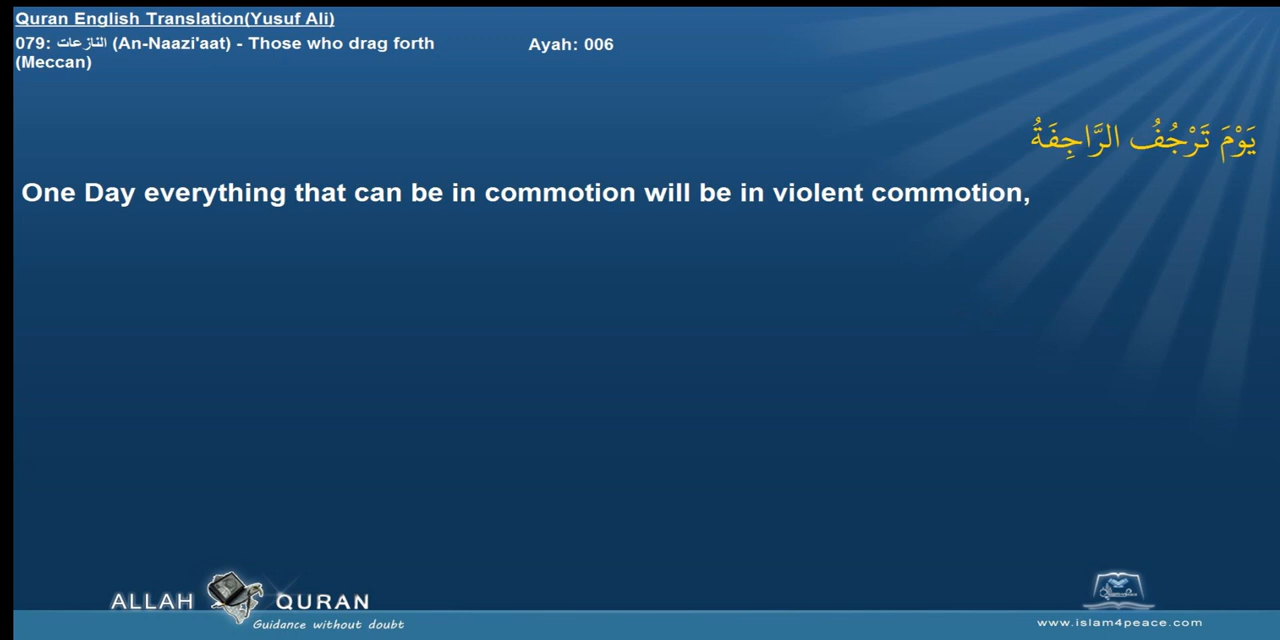 Quran English Translation(Yusuf Ali)
079: النازعات (An-Naazi'aat) - Those who drag forth
(Meccan)
Ayah: 006
يَوْمَ تَرْجُفُ الرَّاجِفَةُ
One Day everything that can be in commotion will be in violent commotion,
ALLAH QURAN
Guidance without doubt
www.islam4peace.com